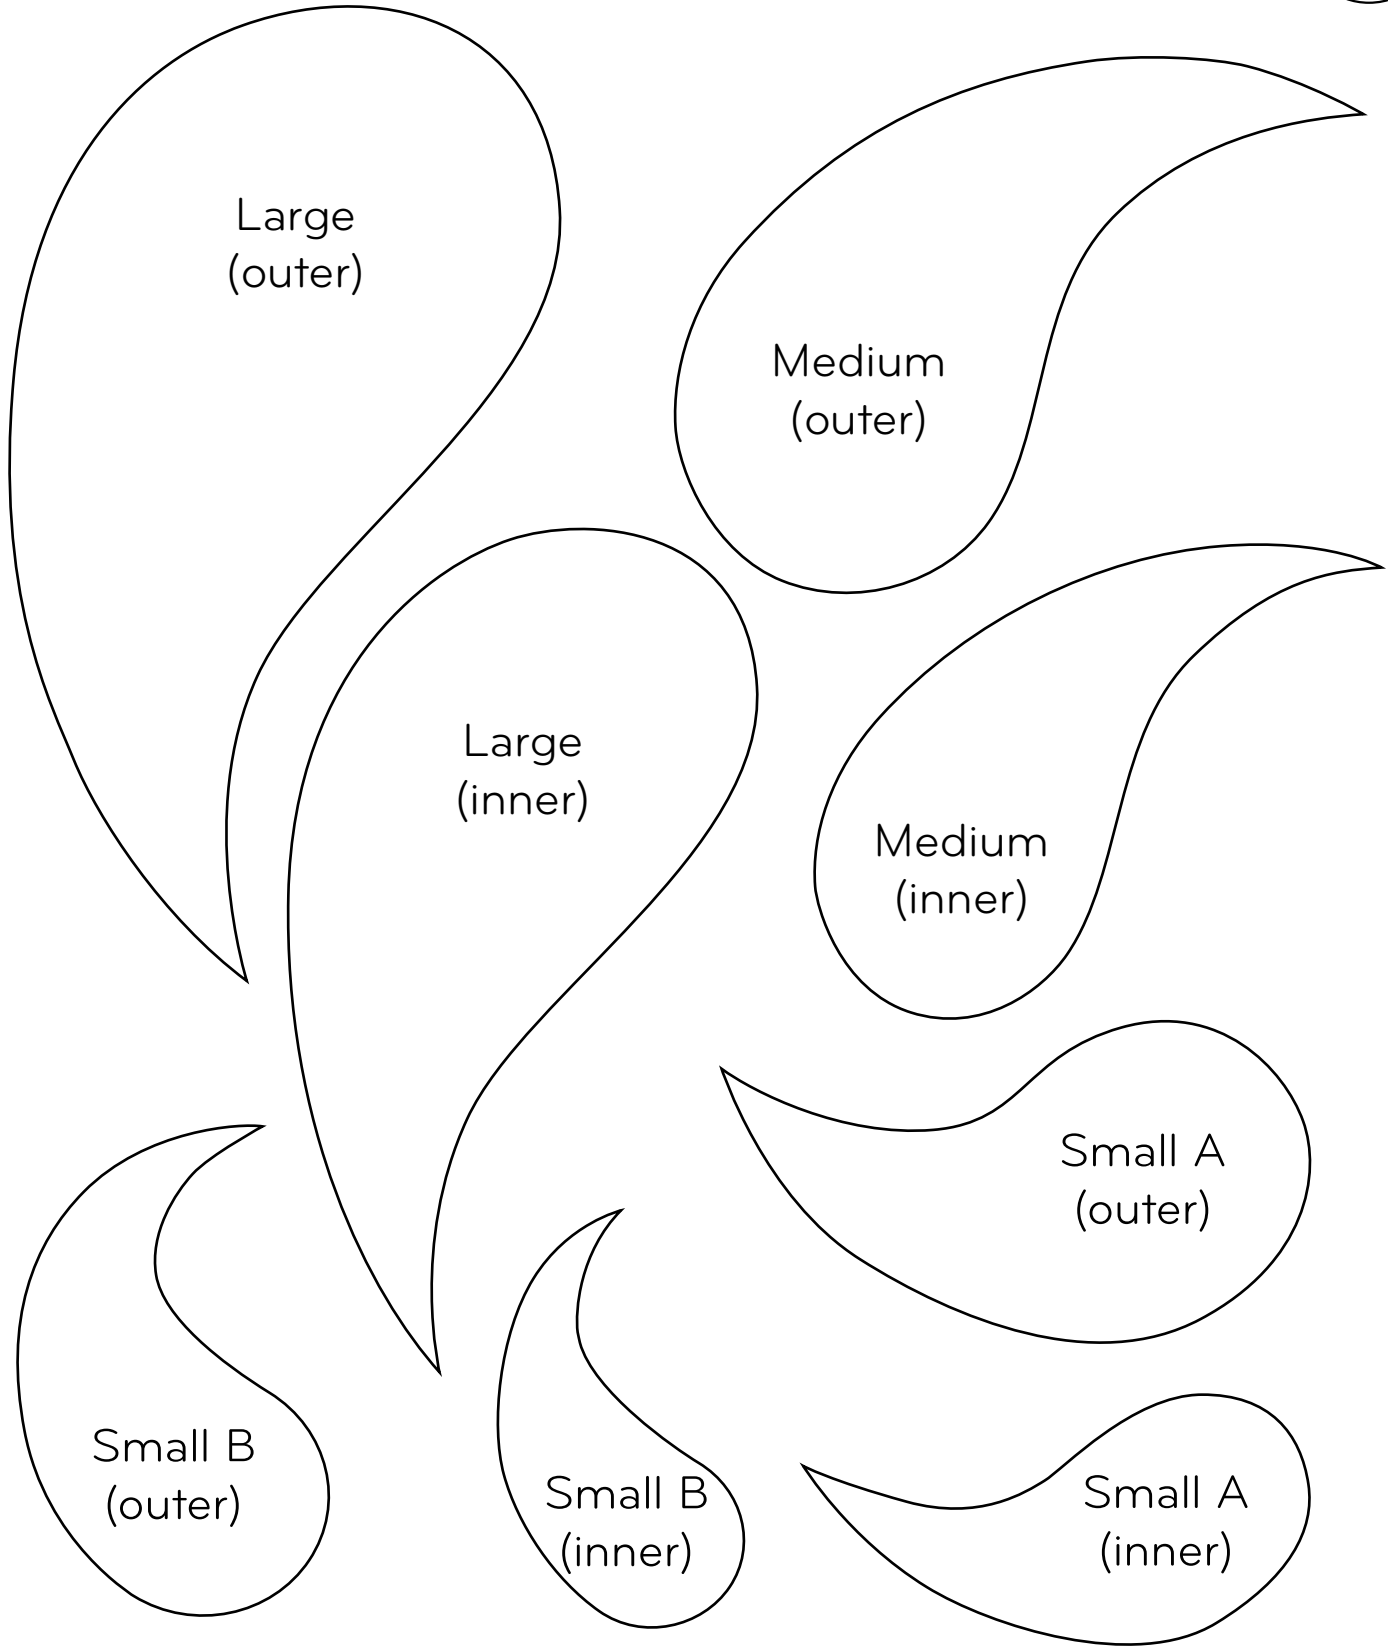 Large
(outer)
Medium
(outer)
Large
(inner)
Medium
(inner)
Small A
(outer)
Small B
(outer)
Small B
(inner)
Small A
(inner)